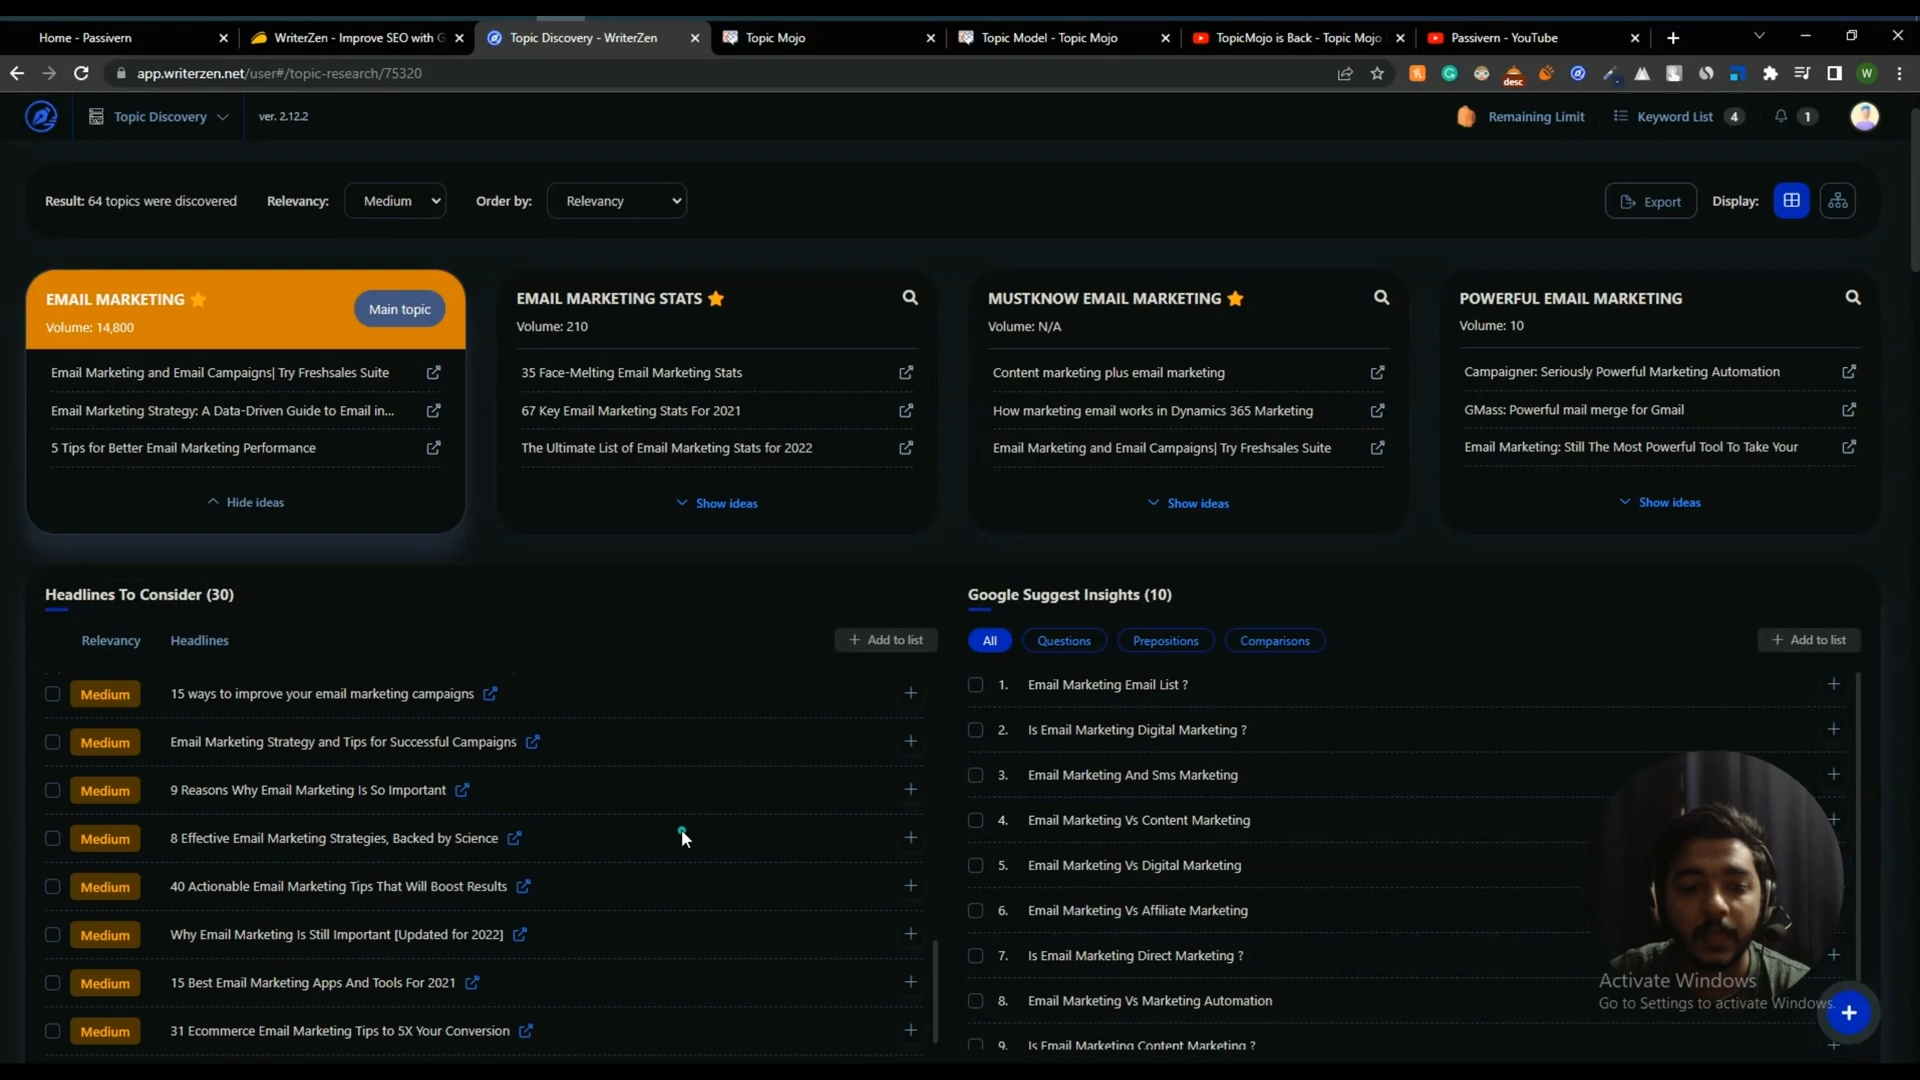 Home - Passivern
WriterZen - Improve SEO with G
Topic Discovery - WriterZen
Topic Mojo
Topic Model - Topic Mojo
TopicMojo is Back - Topic Mojo
Passivern - YouTube
app.writerzen.net/user#/topic-research/75320
desc
W
Topic Discovery
ver. 2.12.2
Remaining Limit
Keyword List 4
1
Result: 64 topics were discovered
Relevancy:
Medium
Order by:
Relevancy
Export
Display:
EMAIL MARKETING
Volume: 14,800
Main topic
Email Marketing and Email Campaigns| Try Freshsales Suite
Email Marketing Strategy: A Data-Driven Guide to Email in...
5 Tips for Better Email Marketing Performance
Hide ideas
EMAIL MARKETING STATS
Volume: 210
35 Face-Melting Email Marketing Stats
67 Key Email Marketing Stats For 2021
The Ultimate List of Email Marketing Stats for 2022
Show ideas
MUSTKNOW EMAIL MARKETING
Volume: N/A
Content marketing plus email marketing
How marketing email works in Dynamics 365 Marketing
Email Marketing and Email Campaigns| Try Freshsales Suite
Show ideas
POWERFUL EMAIL MARKETING
Volume: 10
Campaigner: Seriously Powerful Marketing Automation
GMass: Powerful mail merge for Gmail
Email Marketing: Still The Most Powerful Tool To Take Your
Show ideas
Headlines To Consider (30)
Relevancy
Headlines
Add to list
Medium 15 ways to improve your email marketing campaigns
Medium Email Marketing Strategy and Tips for Successful Campaigns
Medium 9 Reasons Why Email Marketing Is So Important
Medium 8 Effective Email Marketing Strategies, Backed by Science
Medium 40 Actionable Email Marketing Tips That Will Boost Results
Medium Why Email Marketing Is Still Important [Updated for 2022]
Medium 15 Best Email Marketing Apps And Tools For 2021
Medium 31 Ecommerce Email Marketing Tips to 5X Your Conversion
Google Suggest Insights (10)
All
Questions
Prepositions
Comparisons
Add to list
1. Email Marketing Email List ?
2. Is Email Marketing Digital Marketing ?
3. Email Marketing And Sms Marketing
4. Email Marketing Vs Content Marketing
5. Email Marketing Vs Digital Marketing
6. Email Marketing Vs Affiliate Marketing
7. Is Email Marketing Direct Marketing ?
8. Email Marketing Vs Marketing Automation
9. Is Email Marketing Content Marketing ?
Activate Windows
Go to Settings to activate Windows.